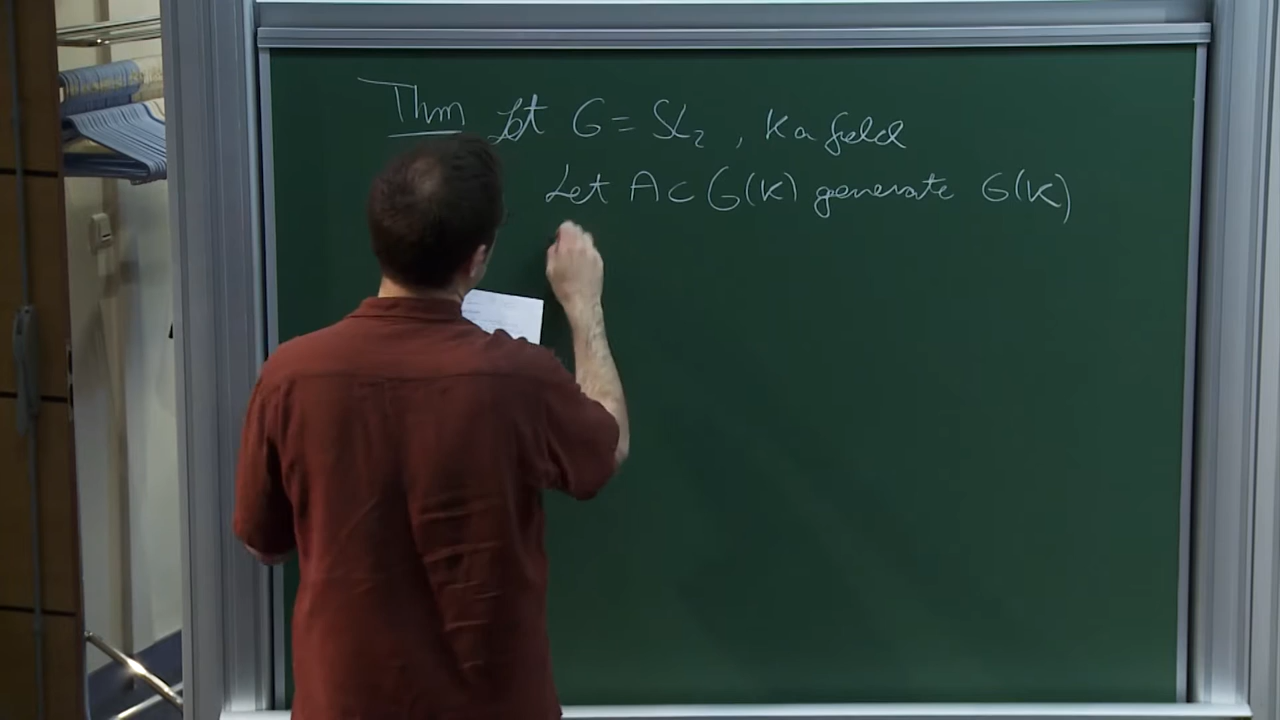 Thm Let G = SL₂, K a field
Let A ⊂ G(K) generate G(K)